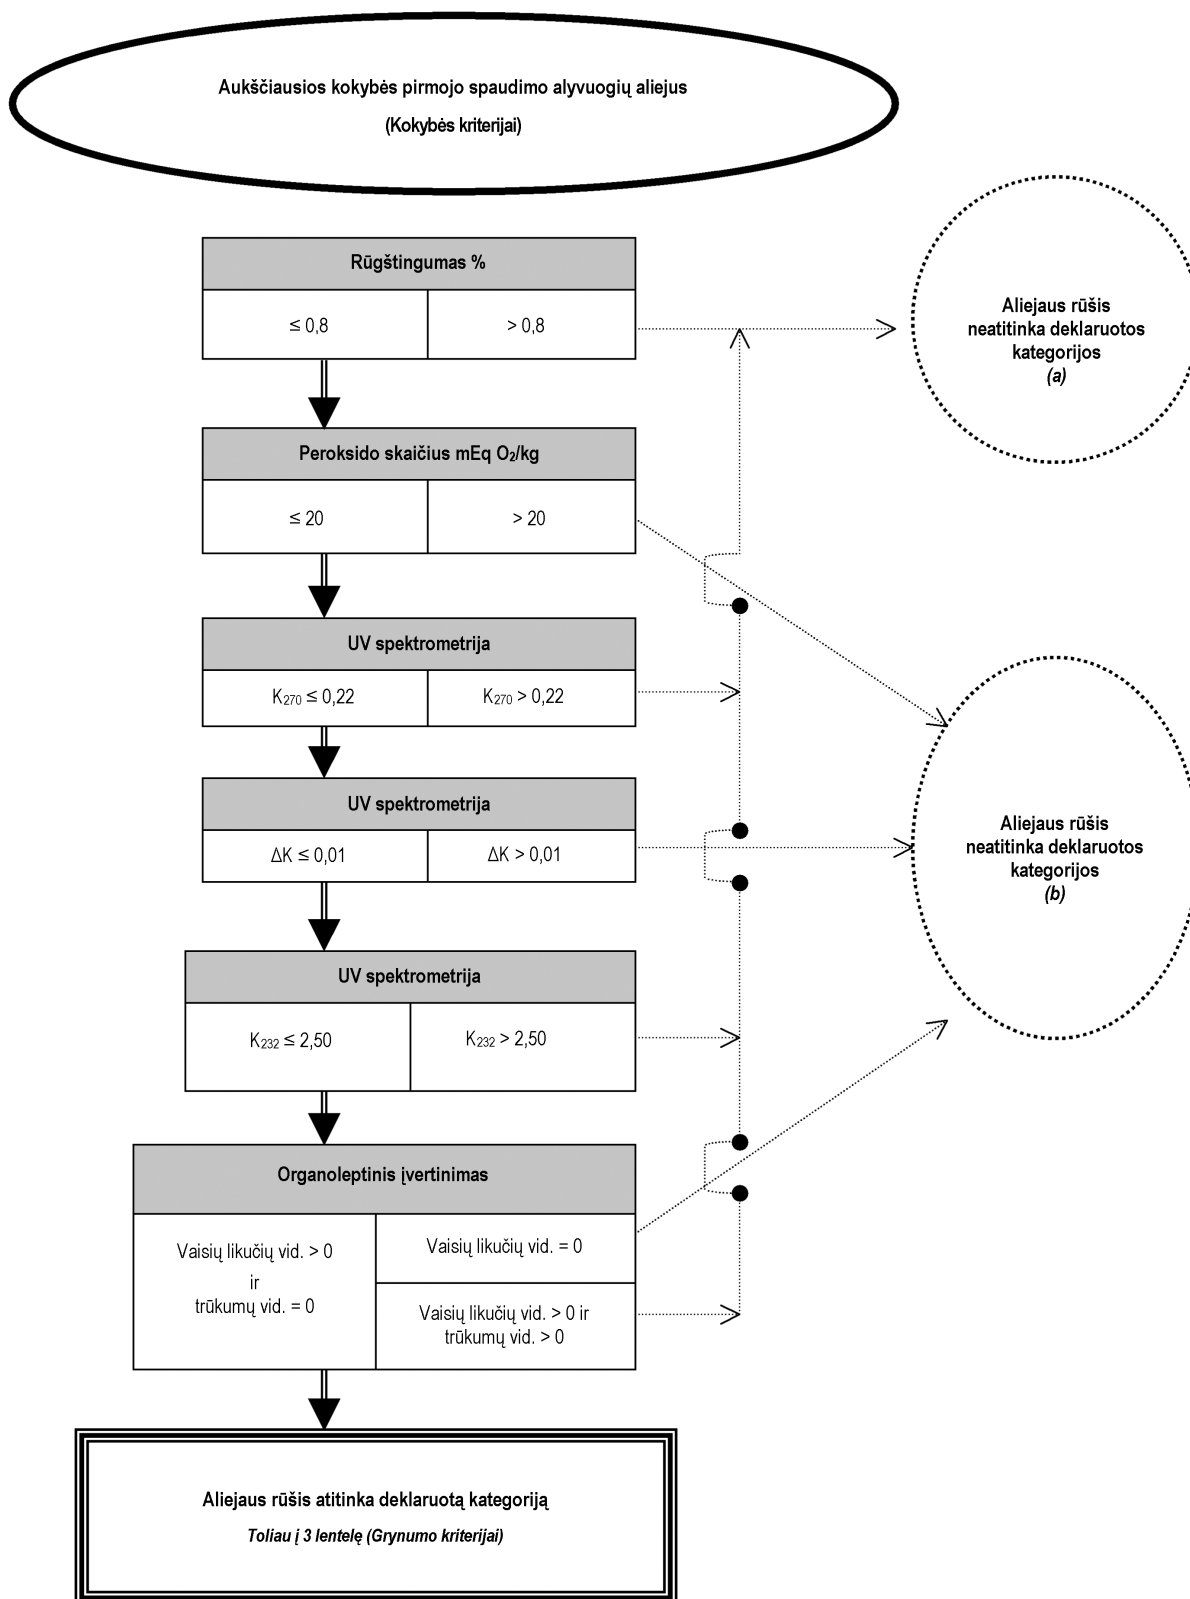 Aukščiausios kokybės pirmojo spaudimo alyvuogių aliejus
(Kokybės kriterijai)
Rūgštingumas %
≤ 0,8
> 0,8
Aliejaus rūšis
neatitinka deklaruotos
kategorijos
(a)
Peroksido skaičius mEq O₂/kg
≤ 20
> 20
UV spektrometrija
K₂₇₀ ≤ 0,22
K₂₇₀ > 0,22
UV spektrometrija
ΔK ≤ 0,01
ΔK > 0,01
Aliejaus rūšis
neatitinka deklaruotos
kategorijos
(b)
UV spektrometrija
K₂₃₂ ≤ 2,50
K₂₃₂ > 2,50
Organoleptinis įvertinimas
Vaisių likučių vid. > 0
ir
trūkumų vid. = 0
Vaisių likučių vid. = 0
Vaisių likučių vid. > 0 ir
trūkumų vid. > 0
Aliejaus rūšis atitinka deklaruotą kategoriją
Toliau į 3 lentelę (Grynumo kriterijai)